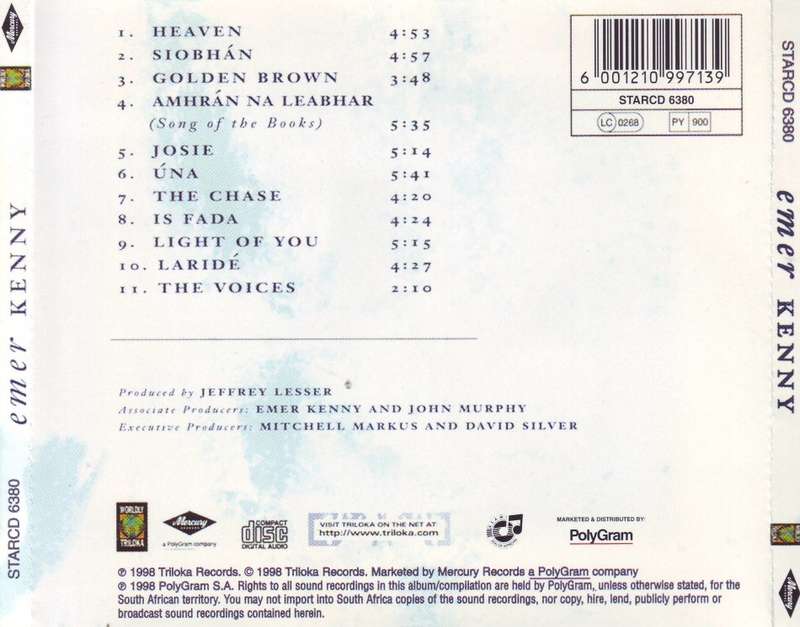 1. HEAVEN 4:53
2. SIOBHÁN 4:57
3. GOLDEN BROWN 3:48
4. AMHRÁN NA LEABHAR
(Song of the Books) 5:35
5. JOSIE 5:14
6. ÚNA 5:41
7. THE CHASE 4:20
8. IS FADA 4:24
9. LIGHT OF YOU 5:15
10. LARIDÉ 4:27
11. THE VOICES 2:10
Produced by JEFFREY LESSER
Associate Producers: EMER KENNY AND JOHN MURPHY
Executive Producers: MITCHELL MARKUS AND DAVID SILVER
6 001210 997139
STARCD 6380
LC 0268
PY 900
WORLDLY
TRILOKA
Mercury
RECORDS
a PolyGram company
COMPACT
disc
DIGITAL AUDIO
VISIT TRILOKA ON THE NET AT
http://www.triloka.com
MARKETED & DISTRIBUTED BY:
PolyGram
℗ 1998 Triloka Records. © 1998 Triloka Records. Marketed by Mercury Records a PolyGram company
℗ 1998 PolyGram S.A. Rights to all sound recordings in this album/compilation are held by PolyGram, unless otherwise stated, for the
South African territory. You may not import into South Africa copies of the sound recordings, nor copy, hire, lend, publicly perform or
broadcast sound recordings contained herein.
Mercury
emer KENNY
STARCD 6380
STARCD 6380
emer KENNY
Mercury